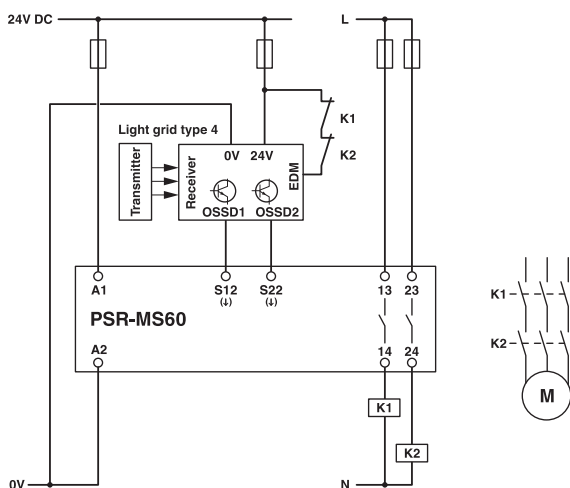 24V DC
L
K1
K2
Light grid type 4
Transmitter
Receiver
0V 24V
EDM
OSSD1 OSSD2
A1 S12 S22 13 23
(↓) (↓)
PSR-MS60
A2 14 24
K1
K2
0V
N
K1
K2
M